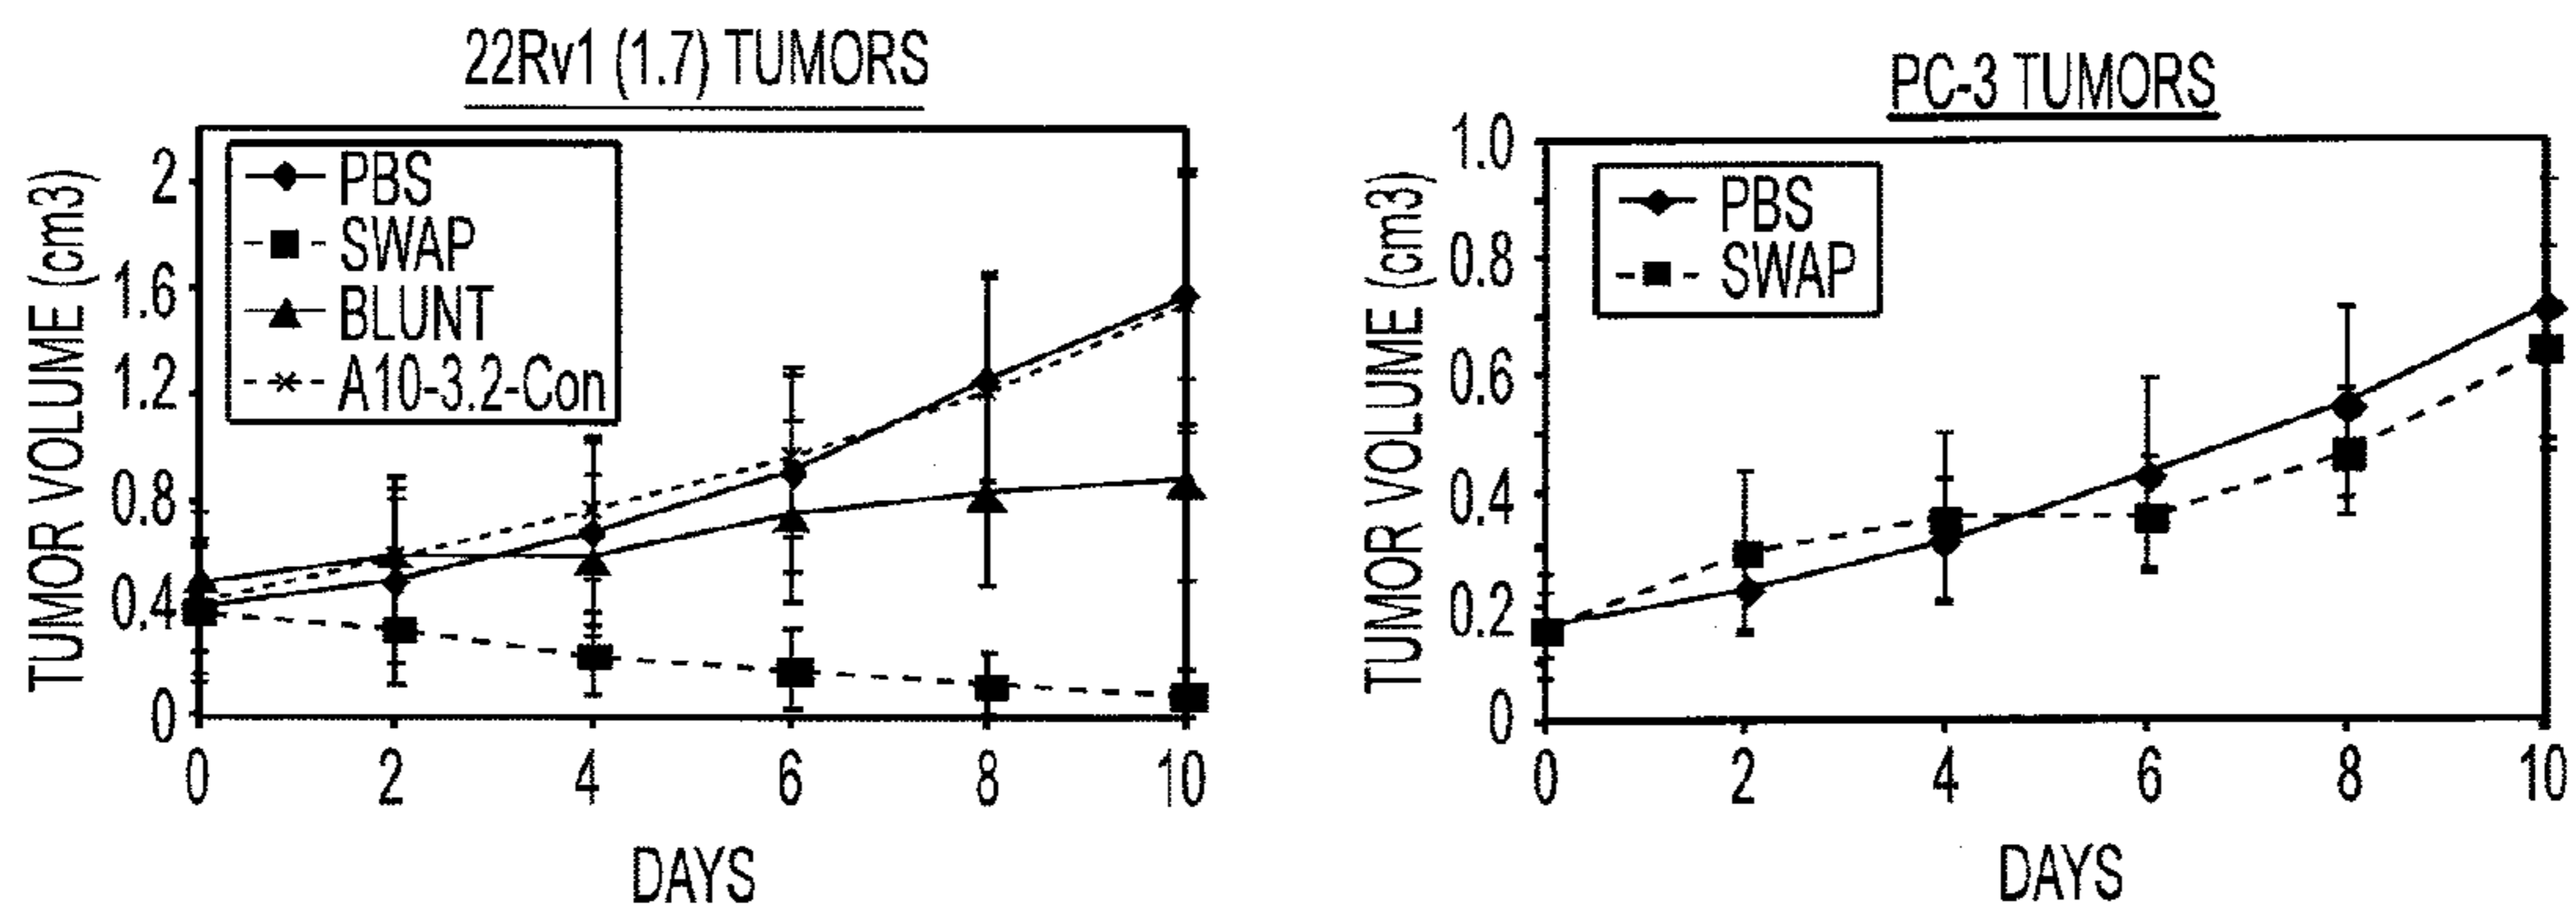 22Rv1 (1.7) TUMORS
TUMOR VOLUME (cm3)
2
1.6
1.2
0.8
0.4
0
PBS
SWAP
BLUNT
A10-3.2-Con
0 2 4 6 8 10
DAYS
PC-3 TUMORS
TUMOR VOLUME (cm3)
1.0
0.8
0.6
0.4
0.2
0
PBS
SWAP
0 2 4 6 8 10
DAYS